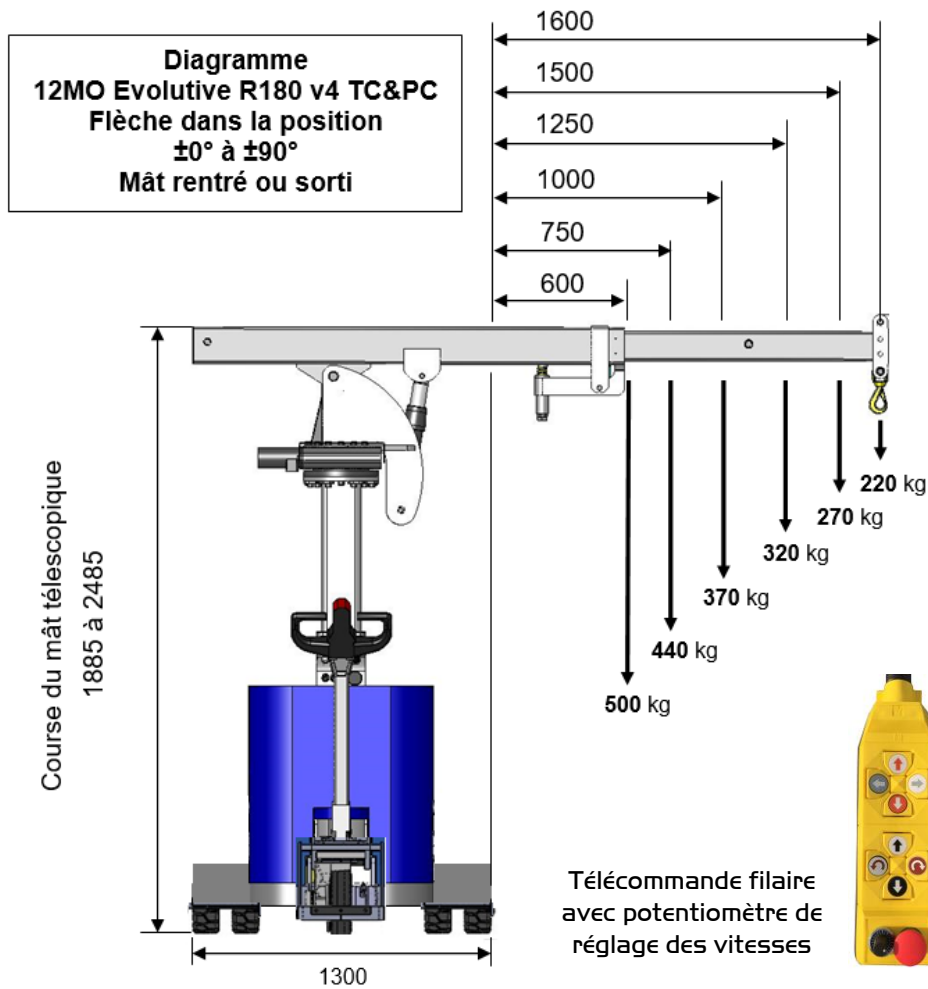 Diagramme
12MO Evolutive R180 v4 TC&PC
Flèche dans la position
±0° à ±90°
Mât rentré ou sorti
1600
1500
1250
1000
750
600
220 kg
270 kg
320 kg
370 kg
440 kg
500 kg
Course du mât télescopique
1885 à 2485
Télécommande filaire
avec potentiomètre de
réglage des vitesses
1300